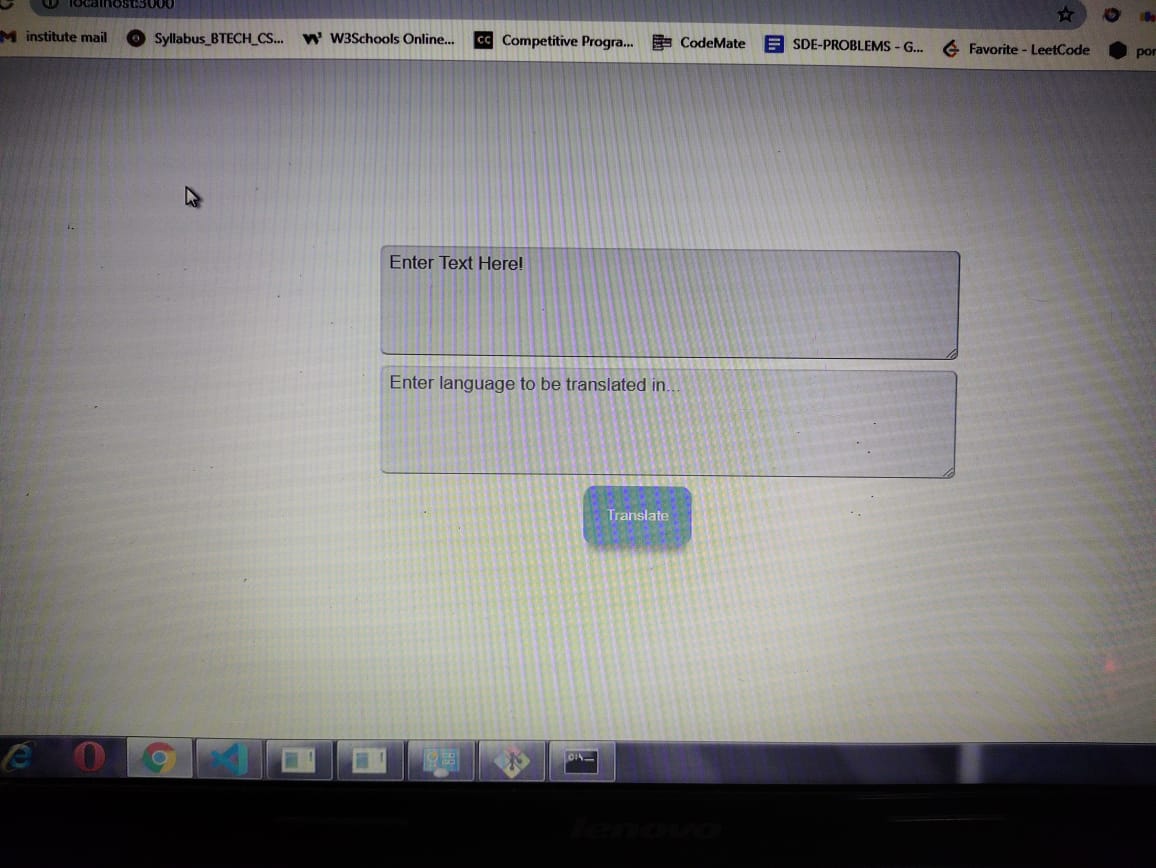 localhost:3000
institute mail
Syllabus_BTECH_CS...
W3Schools Online...
CC
Competitive Progra...
CodeMate
SDE-PROBLEMS - G...
Favorite - LeetCode
por
Enter Text Here!
Enter language to be translated in...
Translate
C:\
lenovo